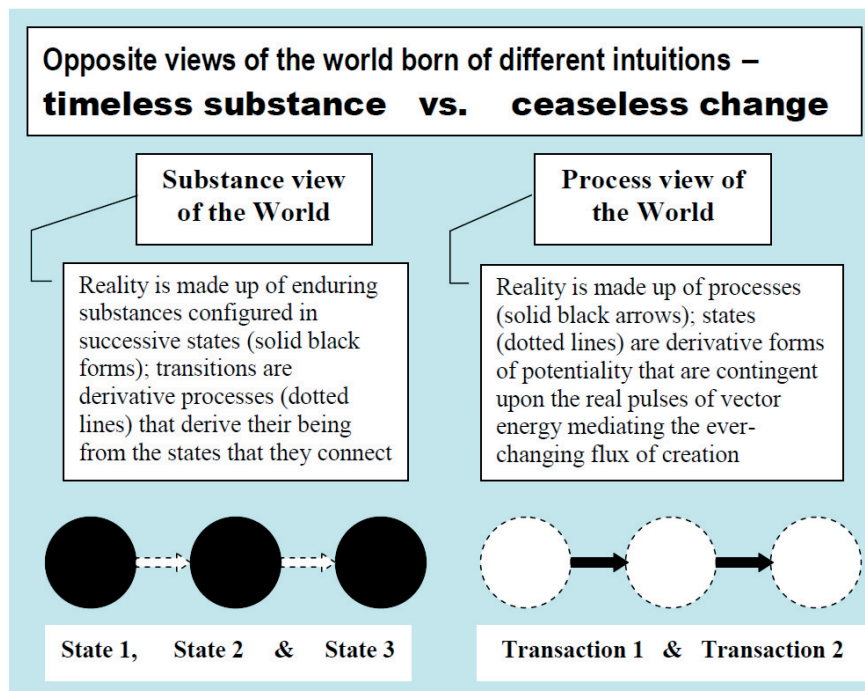 Opposite views of the world born of different intuitions –
timeless substance vs. ceaseless change
Substance view
of the World
Reality is made up of enduring
substances configured in
successive states (solid black
forms); transitions are
derivative processes (dotted
lines) that derive their being
from the states that they connect
State 1, State 2 & State 3
Process view of
the World
Reality is made up of processes
(solid black arrows); states
(dotted lines) are derivative forms
of potentiality that are contingent
upon the real pulses of vector
energy mediating the ever-
changing flux of creation
Transaction 1 & Transaction 2